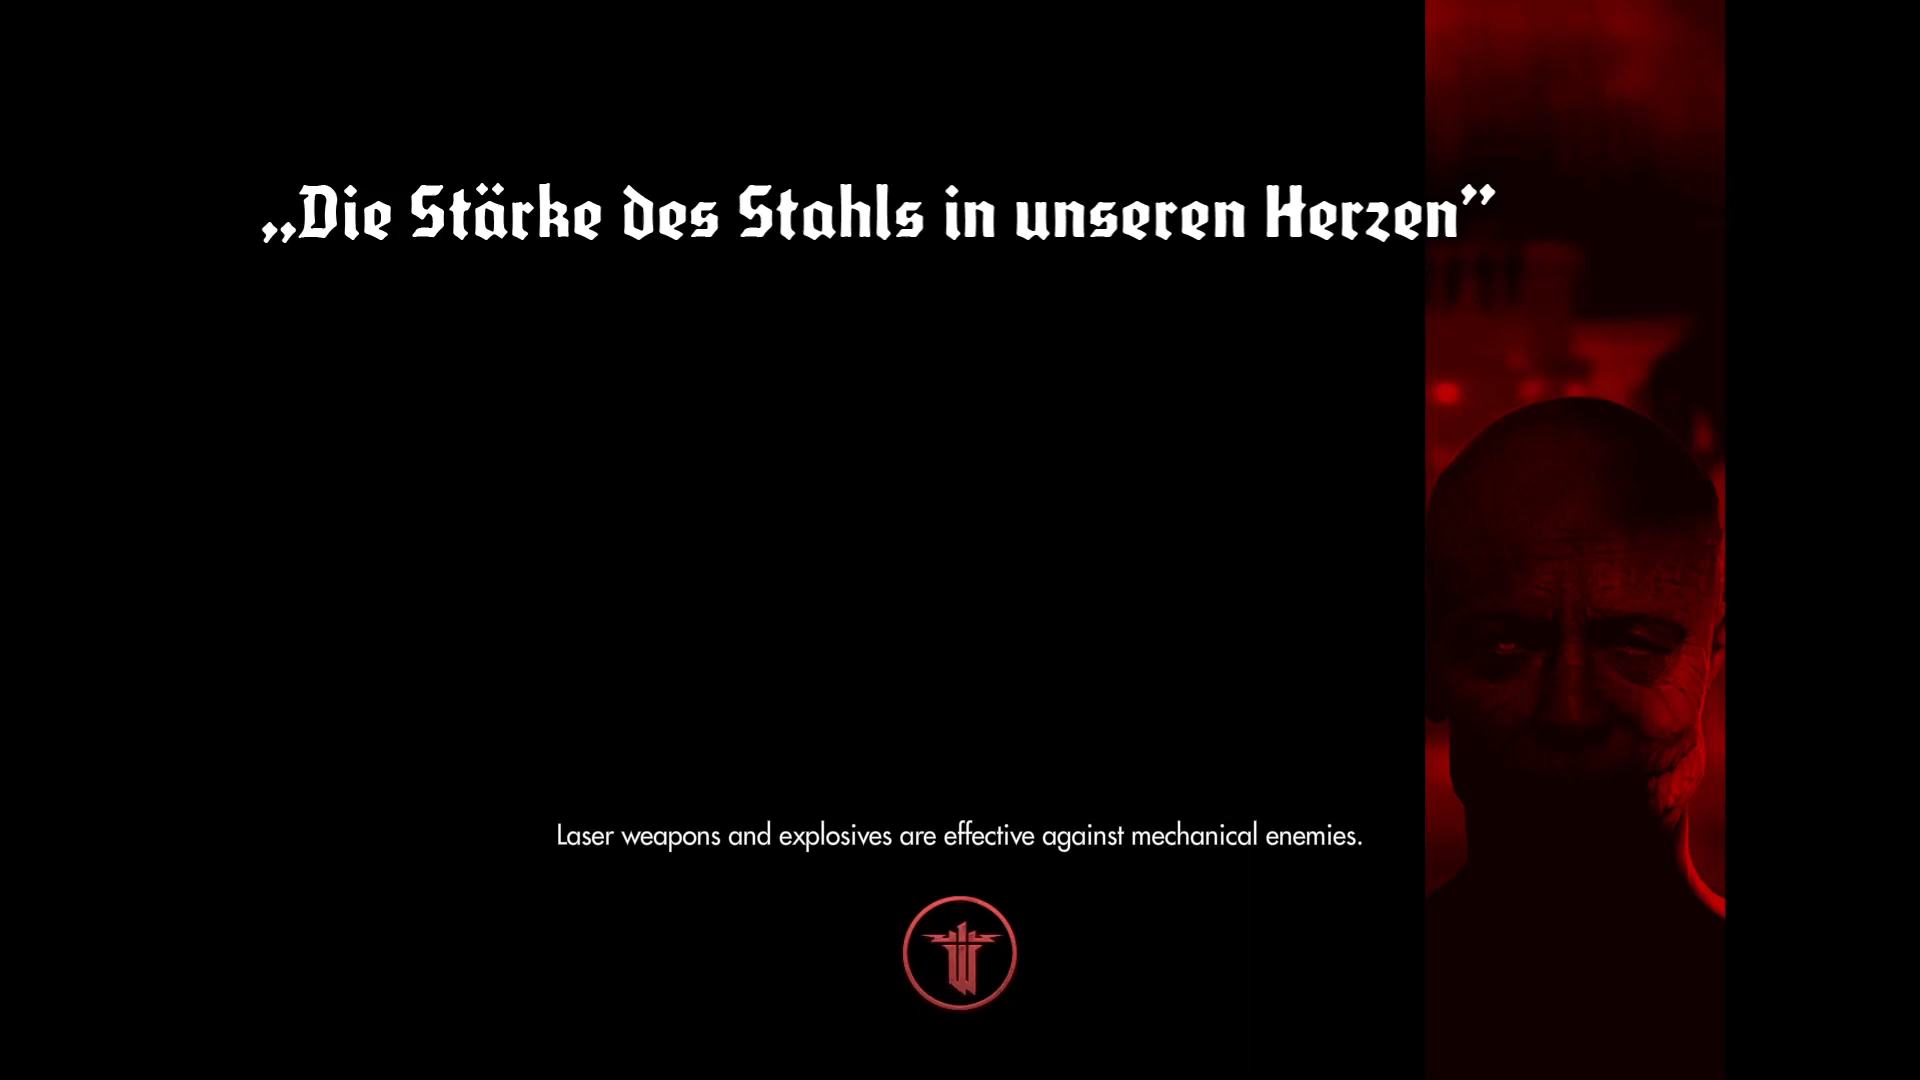 „Die Stärke des Stahls in unseren Herzen”
Laser weapons and explosives are effective against mechanical enemies.